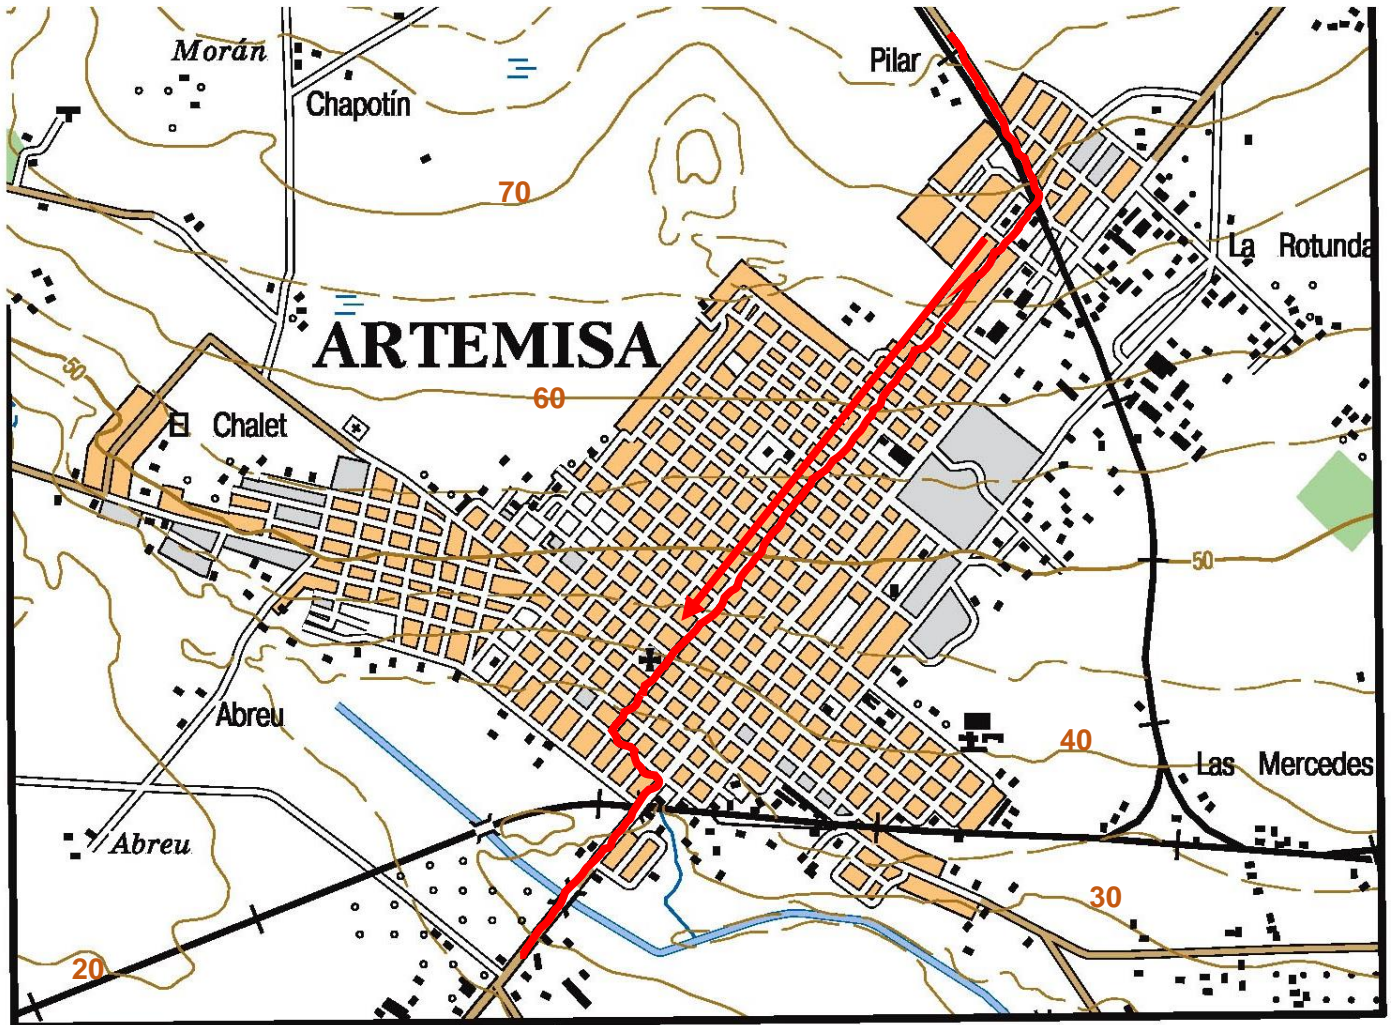 Morán
Pilar
Chapotín
70
La Rotunda
ARTEMISA
50
60
Chalet
50
Abreu
40
Las Mercedes
Abreu
30
20